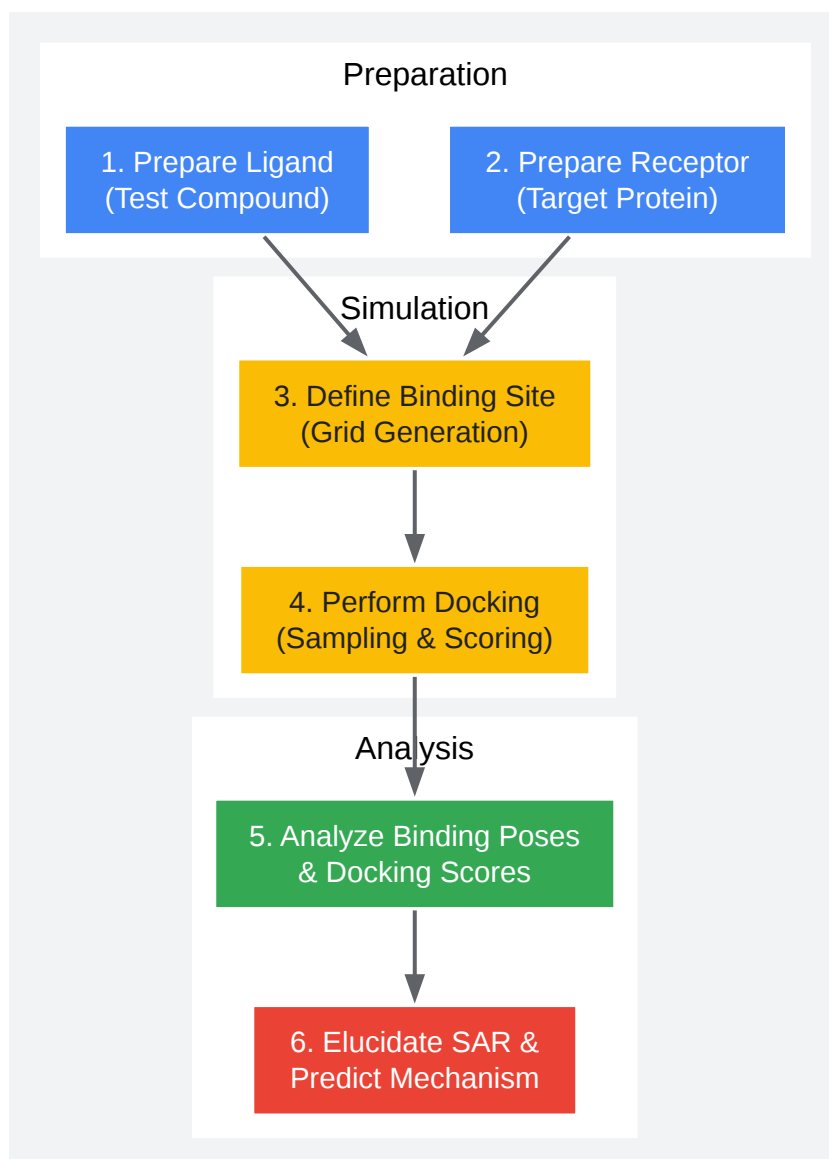 Preparation
1. Prepare Ligand
(Test Compound)
2. Prepare Receptor
(Target Protein)
Simulation
3. Define Binding Site
(Grid Generation)
4. Perform Docking
(Sampling & Scoring)
Analysis
5. Analyze Binding Poses
& Docking Scores
6. Elucidate SAR &
Predict Mechanism